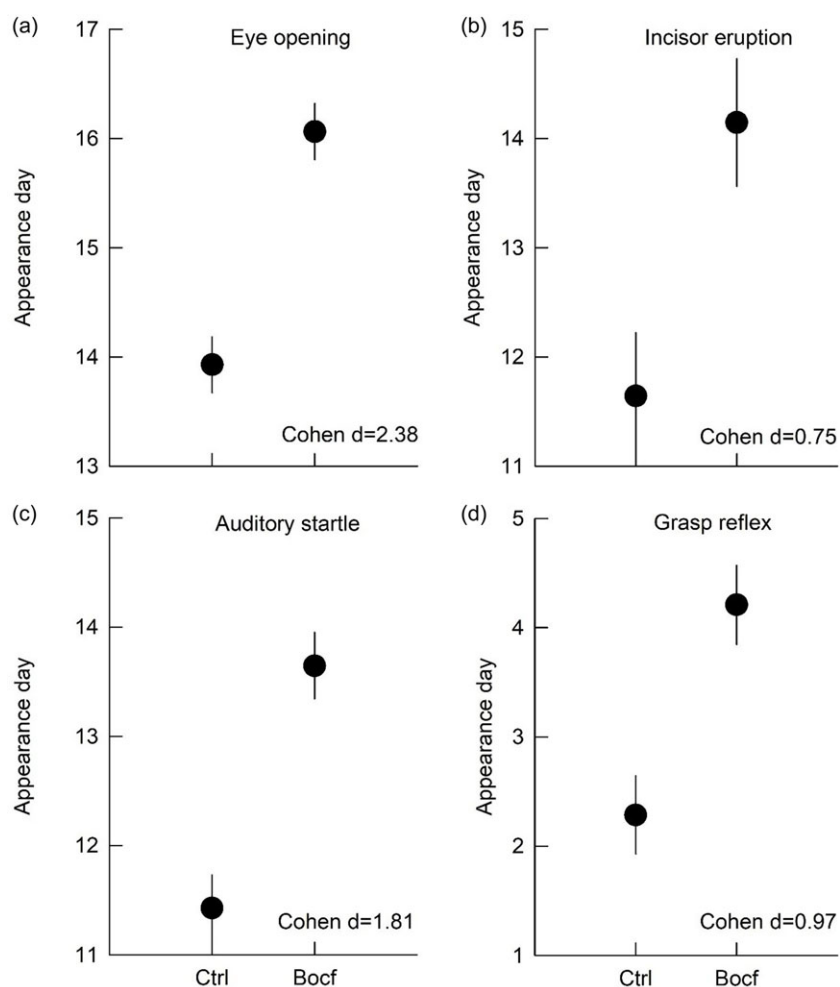 (a)
Eye opening
17
16
15
14
13
Appearance day
Cohen d=2.38
(b)
Incisor eruption
15
14
13
12
11
Appearance day
Cohen d=0.75
(c)
Auditory startle
15
14
13
12
11
Appearance day
Cohen d=1.81
Ctrl
Bocf
(d)
Grasp reflex
5
4
3
2
1
Appearance day
Cohen d=0.97
Ctrl
Bocf